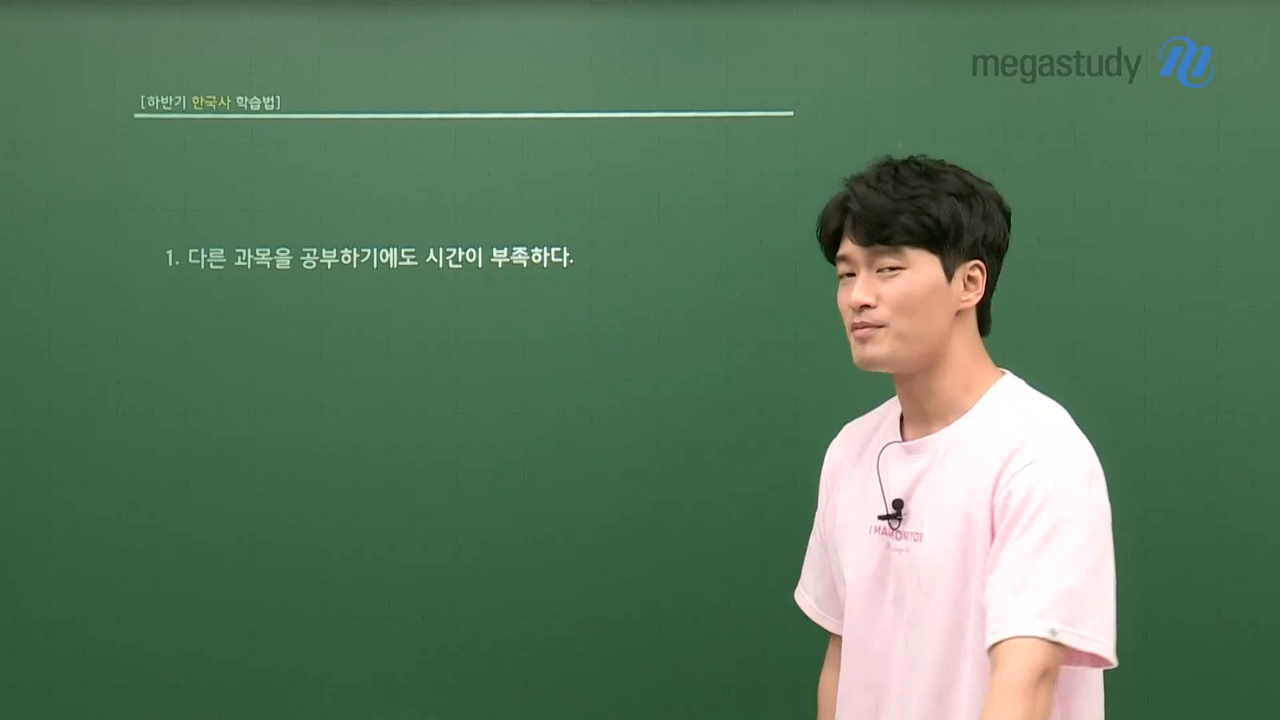 megastudy
[하반기 한국사 학습법]
1. 다른 과목을 공부하기에도 시간이 부족하다.